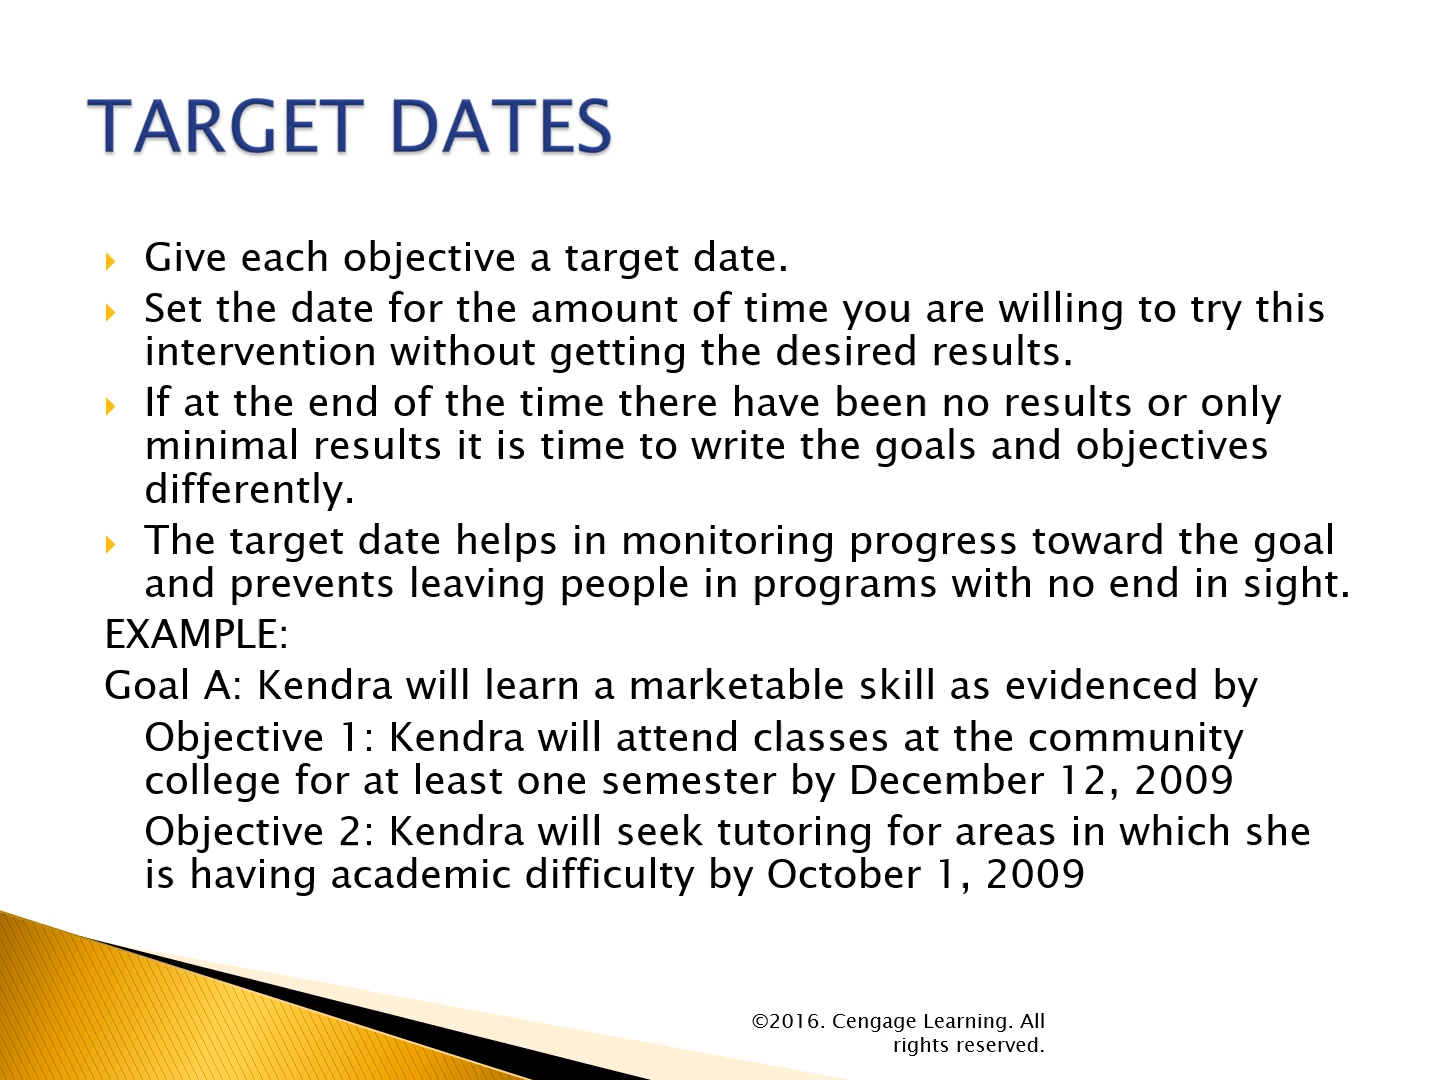 TARGET DATES
Give each objective a target date.
Set the date for the amount of time you are willing to try this
intervention without getting the desired results.
If at the end of the time there have been no results or only
minimal results it is time to write the goals and objectives
differently.
The target date helps in monitoring progress toward the goal
and prevents leaving people in programs with no end in sight.
EXAMPLE:
Goal A: Kendra will learn a marketable skill as evidenced by
Objective 1: Kendra will attend classes at the community
college for at least one semester by December 12, 2009
Objective 2: Kendra will seek tutoring for areas in which she
is having academic difficulty by October 1, 2009
©2016. Cengage Learning. All
rights reserved.